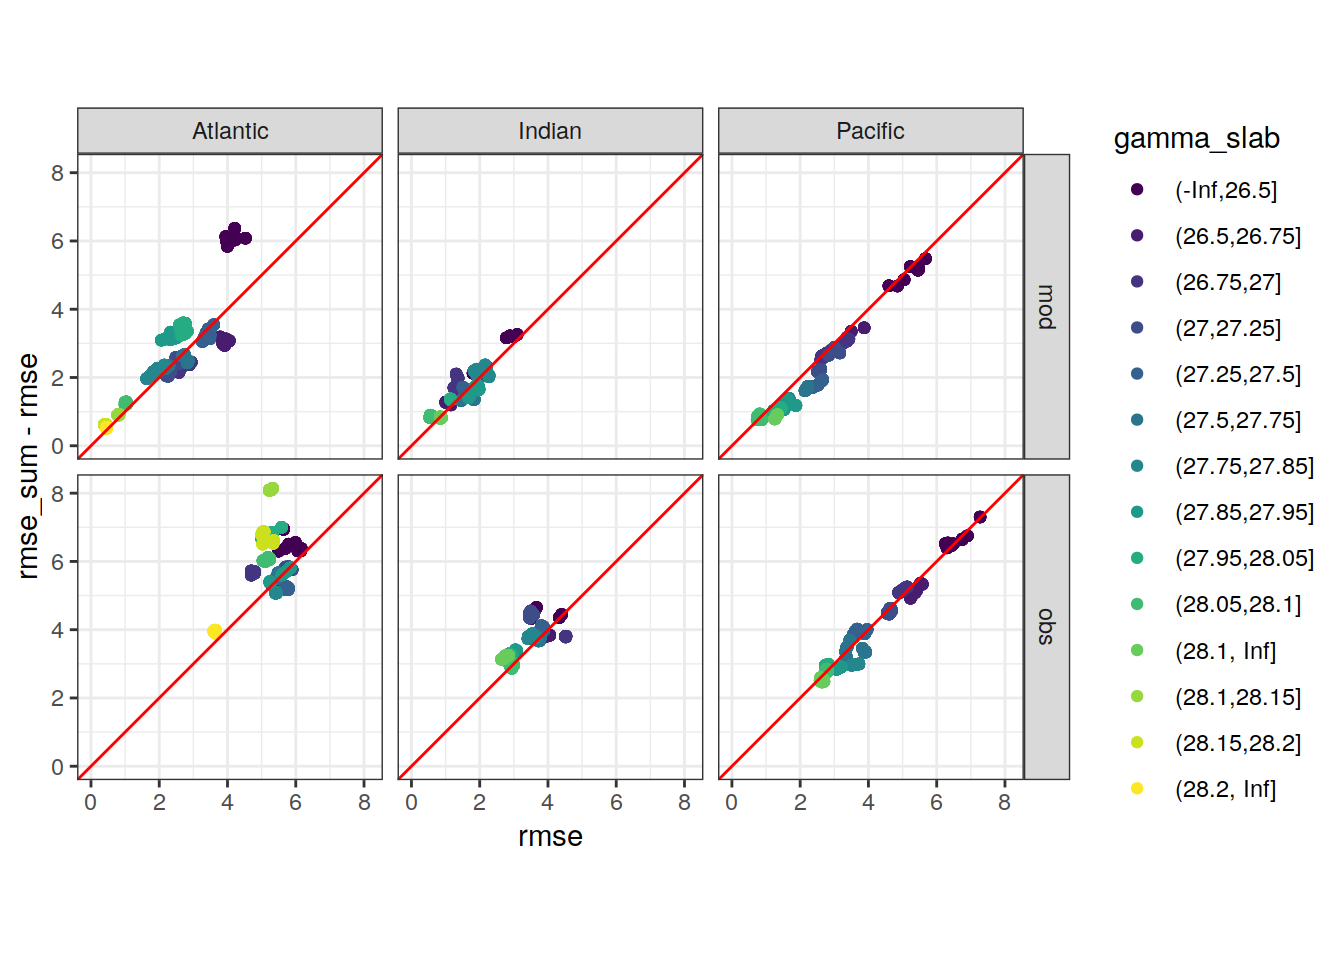 Atlantic
Indian
Pacific
8
6
4
2
0
mod
8
6
4
2
0
obs
0 2 4 6 8
0 2 4 6 8
0 2 4 6 8
rmse
rmse_sum - rmse
gamma_slab
(-Inf,26.5]
(26.5,26.75]
(26.75,27]
(27,27.25]
(27.25,27.5]
(27.5,27.75]
(27.75,27.85]
(27.85,27.95]
(27.95,28.05]
(28.05,28.1]
(28.1, Inf]
(28.1,28.15]
(28.15,28.2]
(28.2, Inf]